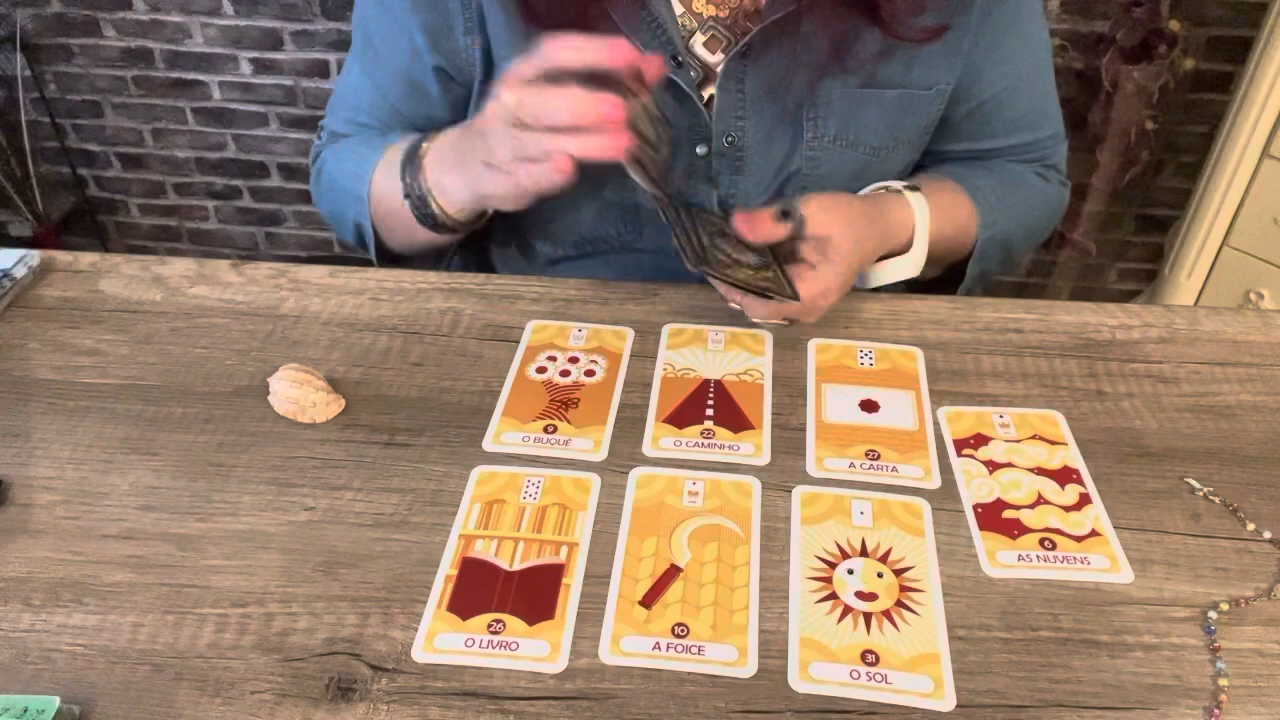 9
O BUQUÊ
22
O CAMINHO
27
A CARTA
6
AS NUVENS
26
O LIVRO
10
A FOICE
31
O SOL